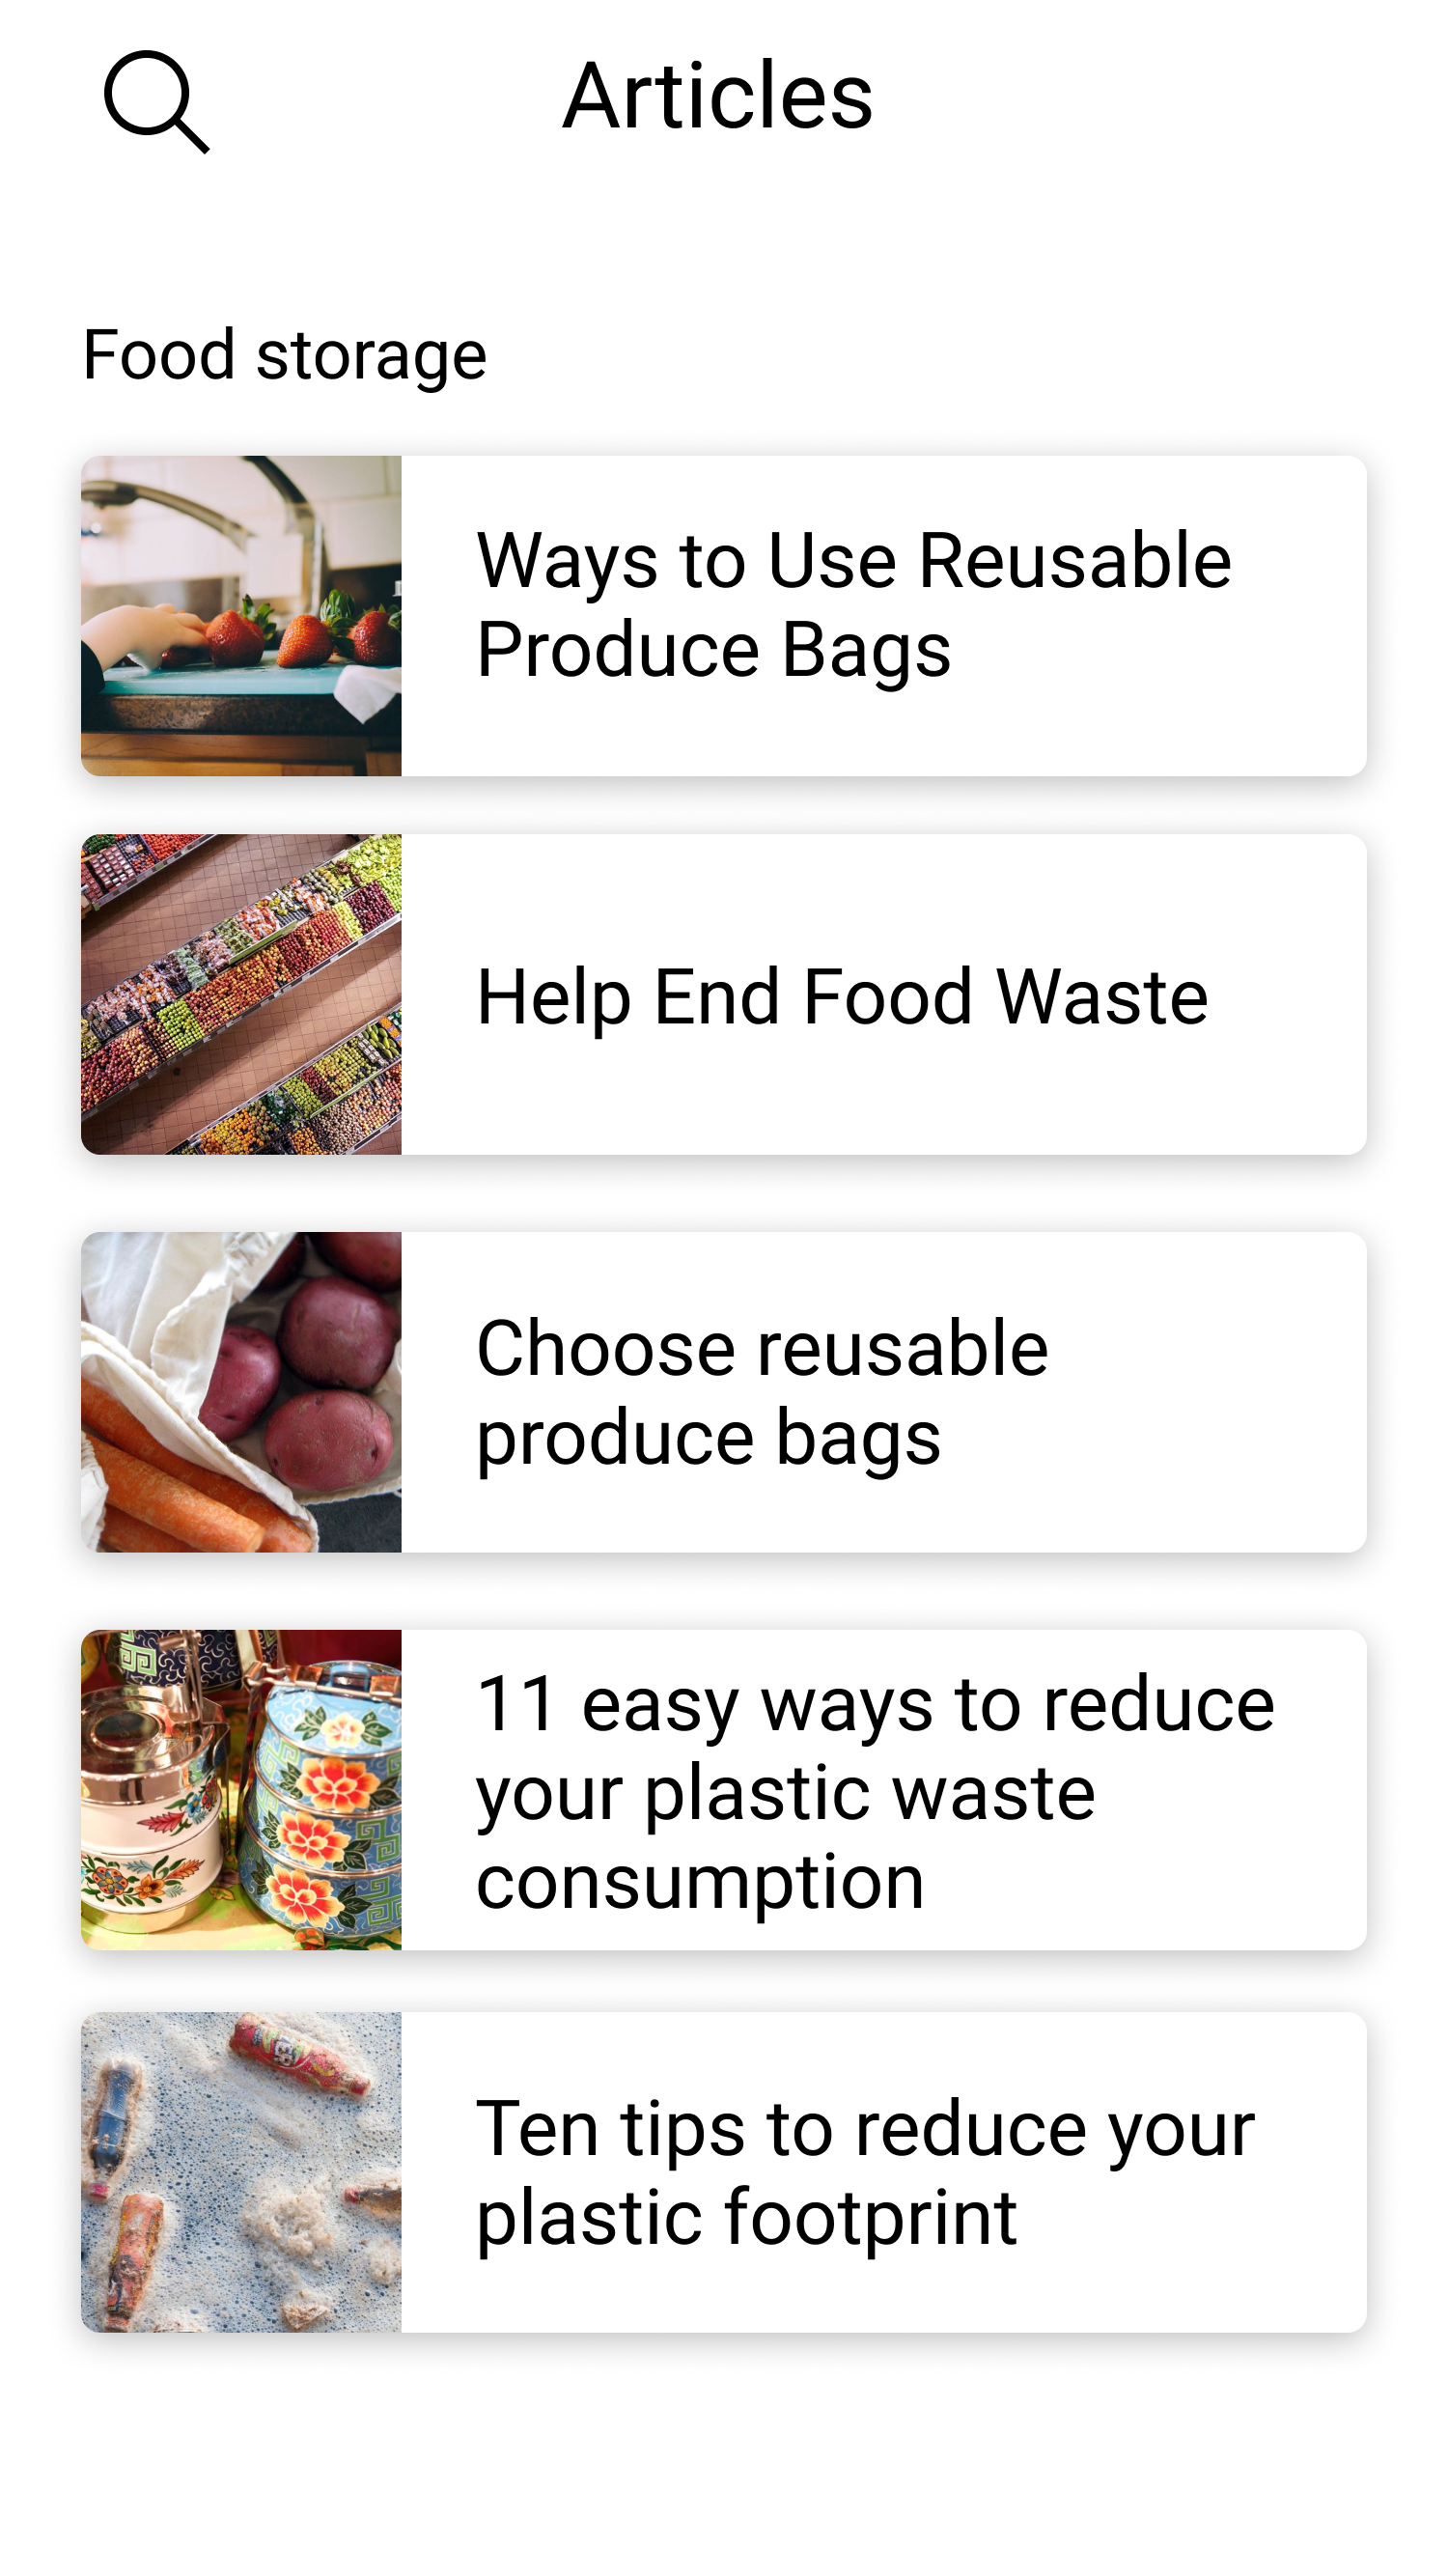 Articles
Food storage
Ways to Use Reusable
Produce Bags
Help End Food Waste
Choose reusable
produce bags
11 easy ways to reduce
your plastic waste
consumption
Ten tips to reduce your
plastic footprint